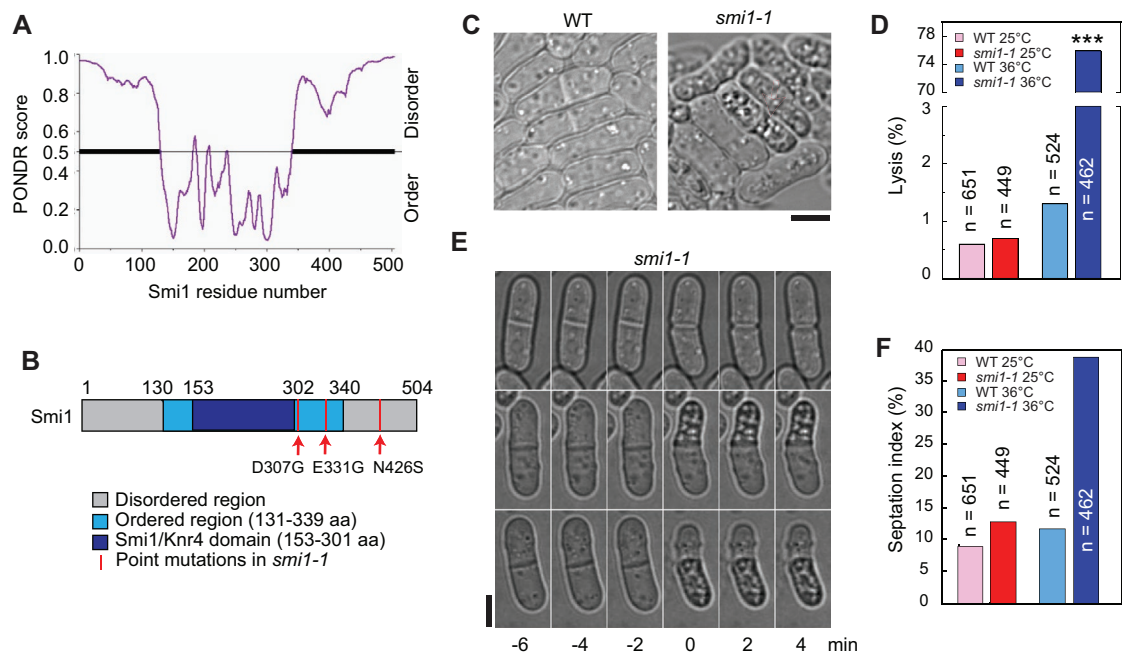 A
PONDR score
1.0
0.8
0.6
0.5
0.4
0.2
0.0
0
100
200
300
400
500
Smi1 residue number
Disorder
Order
B
1
130
153
302
340
504
Smi1
D307G
E331G
N426S
Disordered region
Ordered region (131-339 aa)
Smi1/Knr4 domain (153-301 aa)
Point mutations in smi1-1
C
WT
smi1-1
D
Lysis (%)
78
76
74
72
70
3
2
1
0
WT 25°C
smi1-1 25°C
WT 36°C
smi1-1 36°C
***
n = 651
n = 449
n = 524
n = 462
E
smi1-1
-6
-4
-2
0
2
4
min
F
Septation index (%)
40
35
30
25
20
15
10
5
0
WT 25°C
smi1-1 25°C
WT 36°C
smi1-1 36°C
n = 651
n = 449
n = 524
n = 462